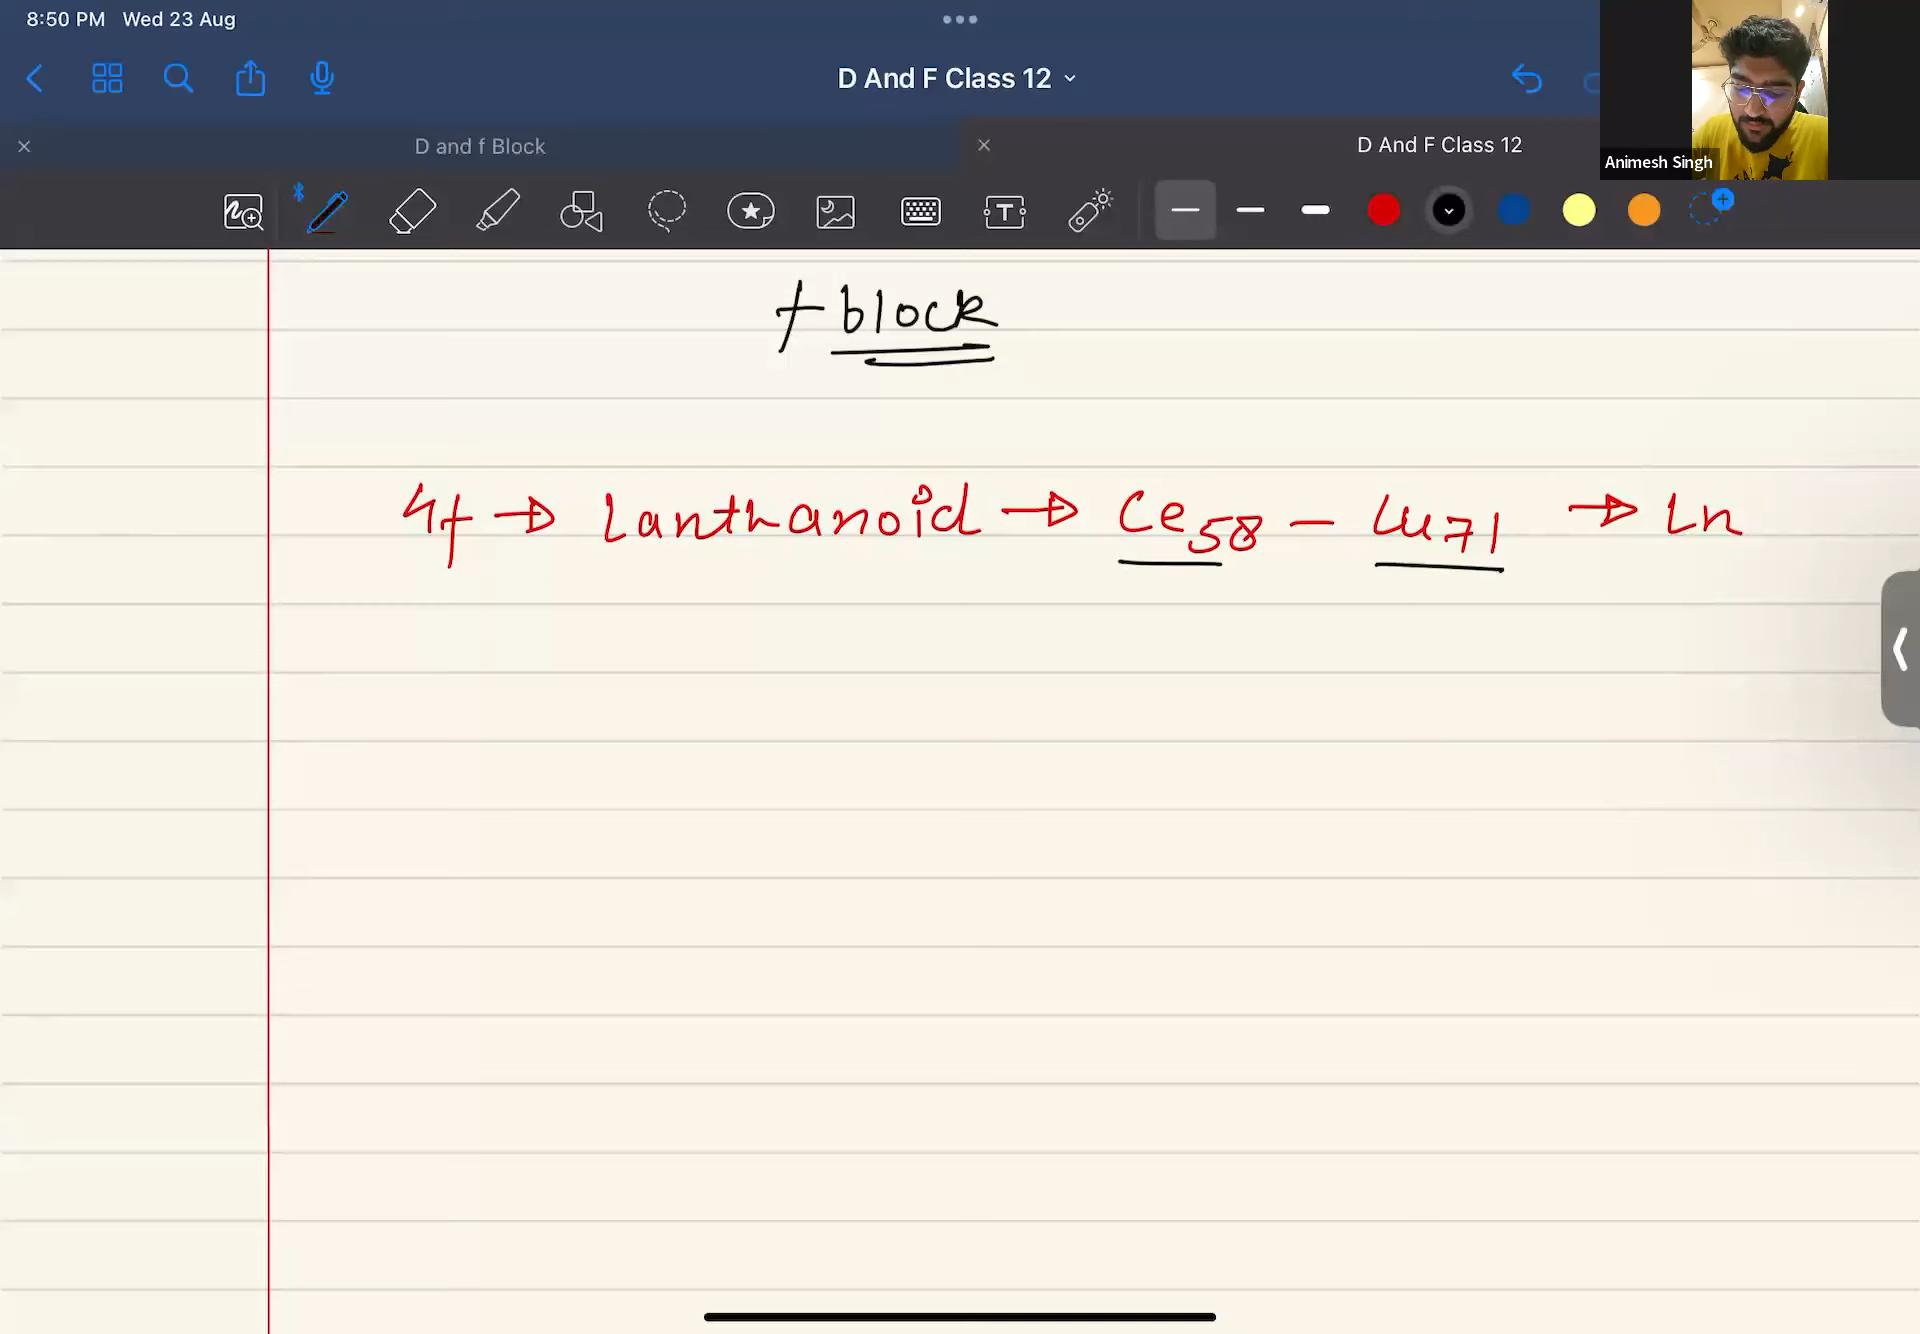 8:50 PM Wed 23 Aug
D And F Class 12
D and f Block
D And F Class 12
Animesh Singh
T
f block
4f → Lanthanoid → Ce58 – Lu71 → Ln